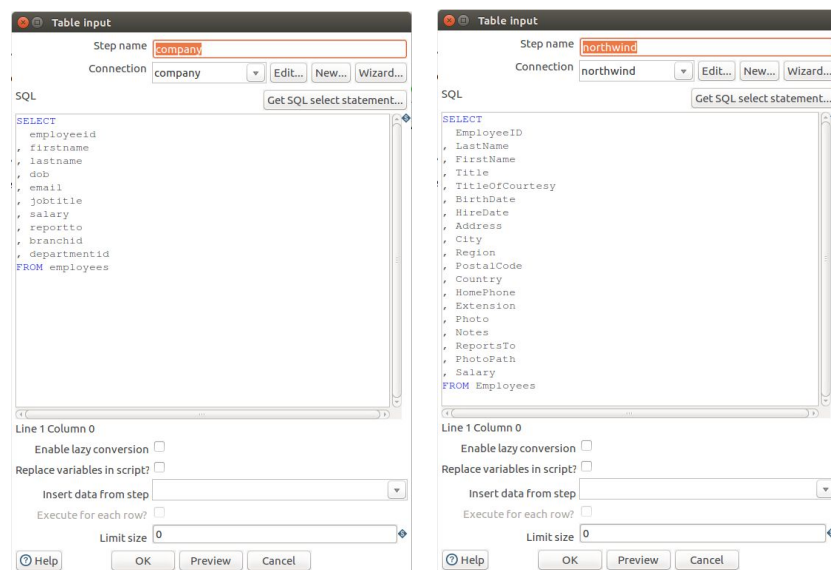 Table input
Step name company
Connection company Edit... New... Wizard...
SQL Get SQL select statement...
SELECT
employeeid
, firstname
, lastname
, dob
, email
, jobtitle
, salary
, reportto
, branchid
, departmentid
FROM employees
Line 1 Column 0
Enable lazy conversion
Replace variables in script?
Insert data from step
Execute for each row?
Limit size 0
Help OK Preview Cancel
Table input
Step name northwind
Connection northwind Edit... New... Wizard...
SQL Get SQL select statement...
SELECT
EmployeeID
, LastName
, FirstName
, Title
, TitleOfCourtesy
, BirthDate
, HireDate
, Address
, City
, Region
, PostalCode
, Country
, HomePhone
, Extension
, Photo
, Notes
, ReportsTo
, PhotoPath
, Salary
FROM Employees
Line 1 Column 0
Enable lazy conversion
Replace variables in script?
Insert data from step
Execute for each row?
Limit size 0
Help OK Preview Cancel